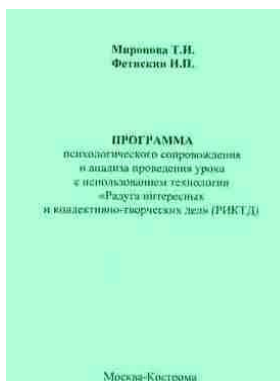 Миронова Т.И.
Фетискин Н.П.
ПРОГРАММА
психологического сопровождения
и анализа проведения урока
с использованием технологии
«Радуга интересных
и коллективно-творческих дел» (РИКТД)
Москва-Кострома